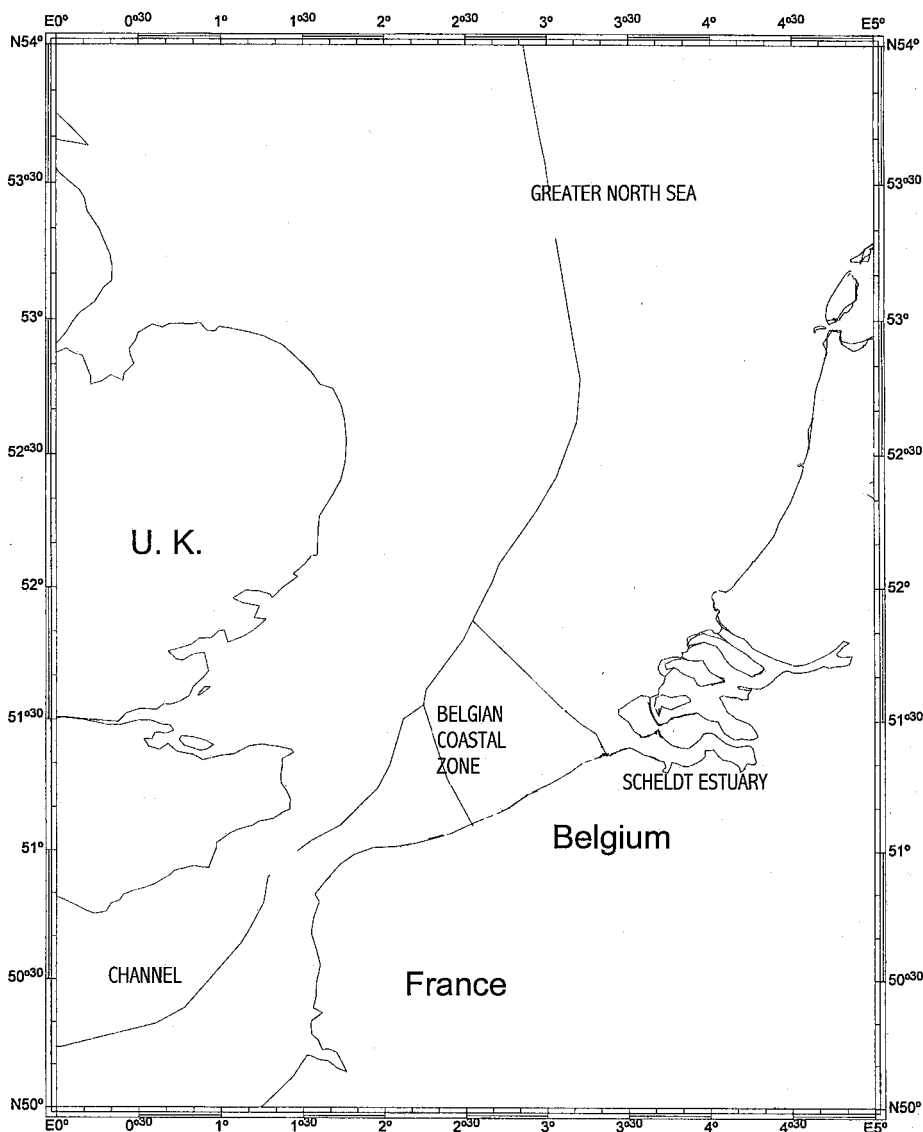 E0° 0°30 1° 1°30 2° 2°30 3° 3°30 4° 4°30 E5°
N54° N54°
53°30 53°30
GREATER NORTH SEA
53° 53°
52°30 52°30
U. K.
52° 52°
51°30 51°30
BELGIAN
COASTAL
ZONE
SCHELDT ESTUARY
Belgium
51° 51°
CHANNEL
50°30 50°30
France
N50° N50°
E0° 0°30 1° 1°30 2° 2°30 3° 3°30 4° 4°30 E5°